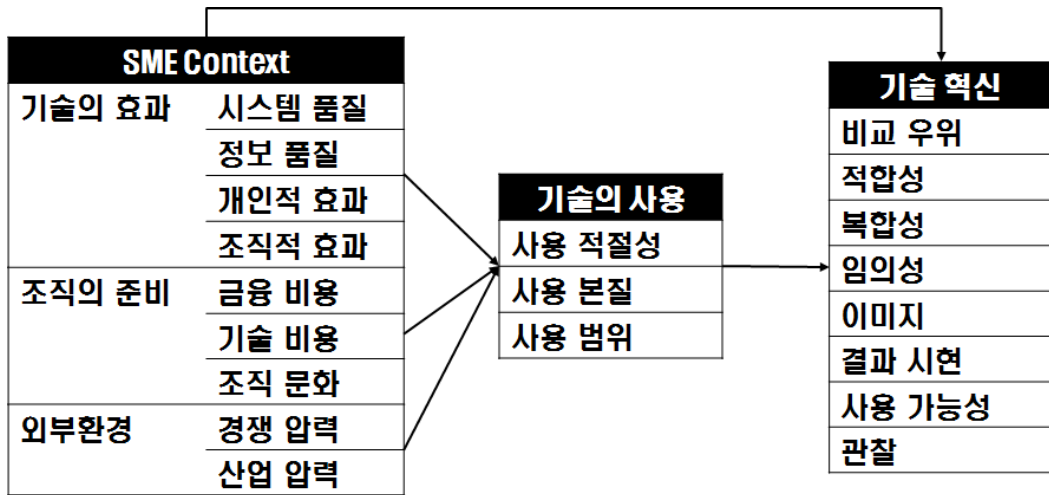 SME Context
기술의 효과 시스템 품질
정보 품질
개인적 효과
조직적 효과
조직의 준비 금융 비용
기술 비용
조직 문화
외부환경 경쟁 압력
산업 압력
기술의 사용
사용 적절성
사용 본질
사용 범위
기술 혁신
비교 우위
적합성
복합성
임의성
이미지
결과 시현
사용 가능성
관찰